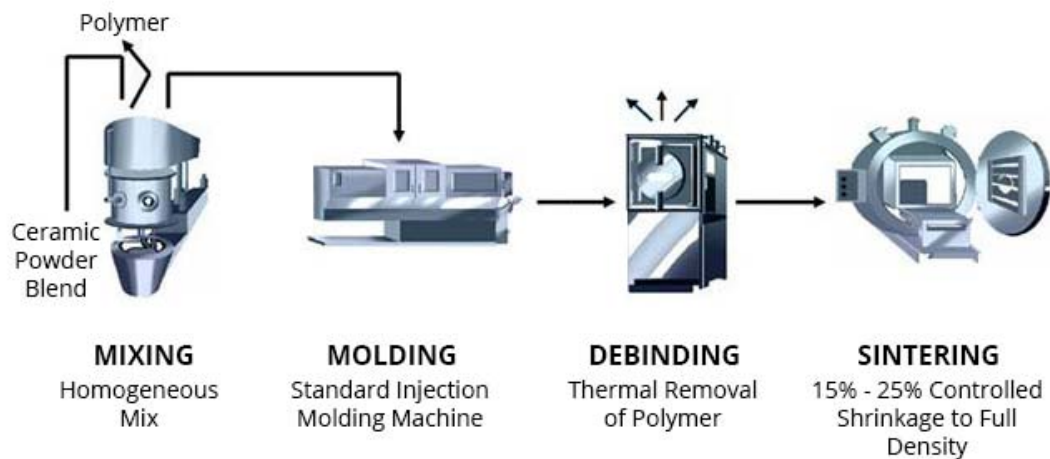 Polymer
Ceramic
Powder
Blend
MIXING
Homogeneous
Mix
MOLDING
Standard Injection
Molding Machine
DEBINDING
Thermal Removal
of Polymer
SINTERING
15% - 25% Controlled
Shrinkage to Full
Density